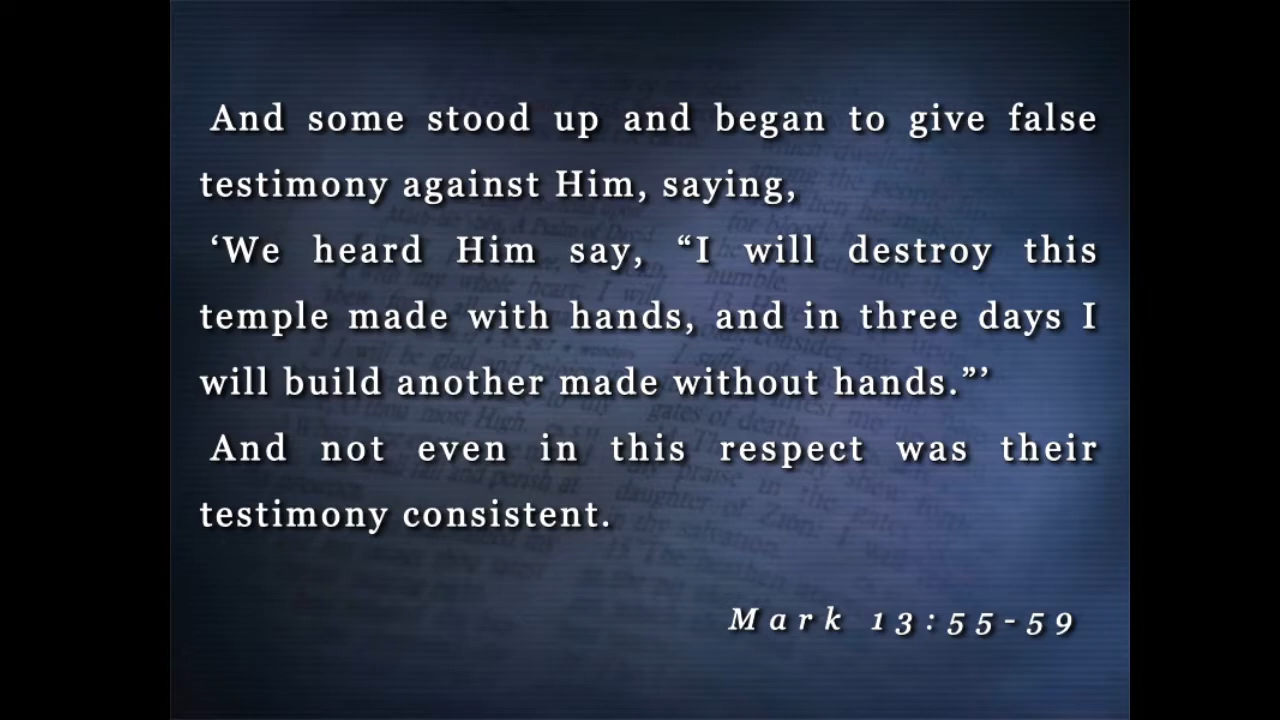 And some stood up and began to give false
testimony against Him, saying,
‘We heard Him say, “I will destroy this
temple made with hands, and in three days I
will build another made without hands.”’
And not even in this respect was their
testimony consistent.
Mark 13:55-59